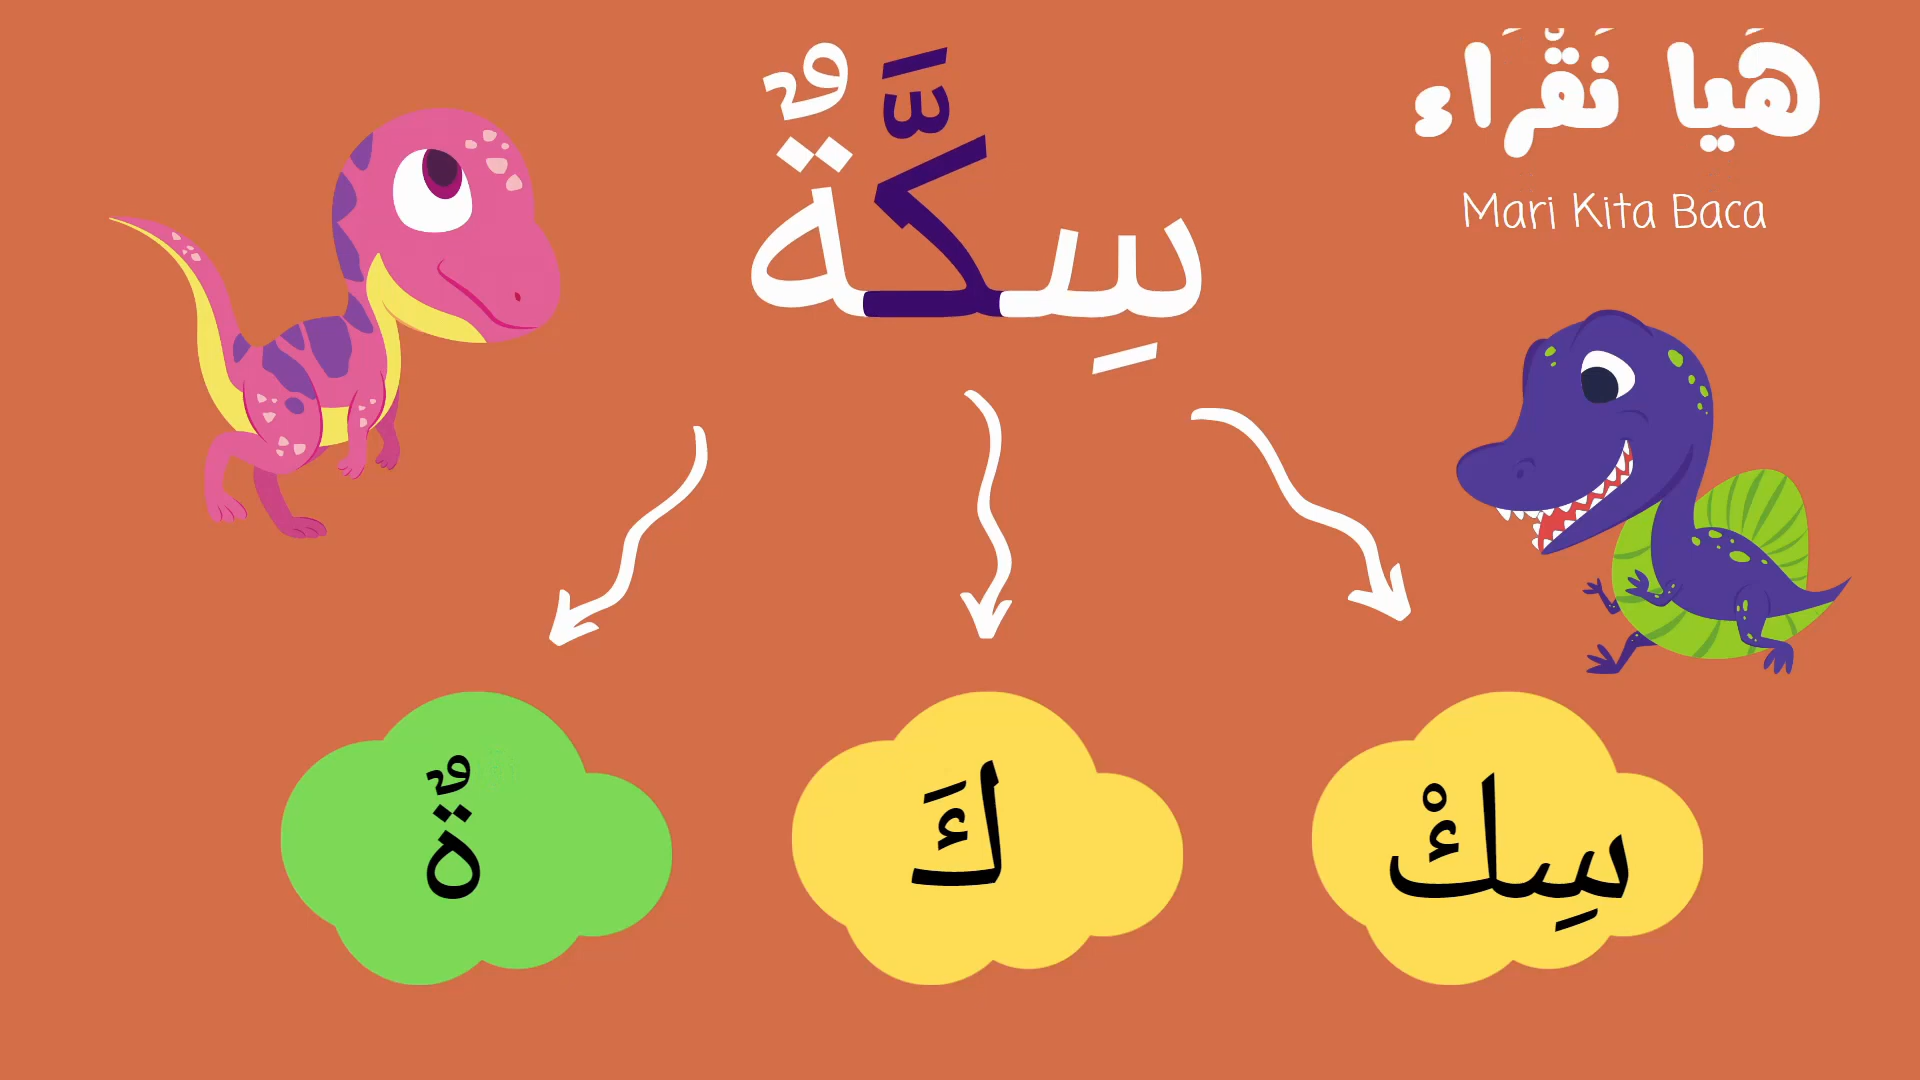 هَيا نَقْرَاء
Mari Kita Baca
سِكَّةٌ
سِكْ
كَ
ةٌ